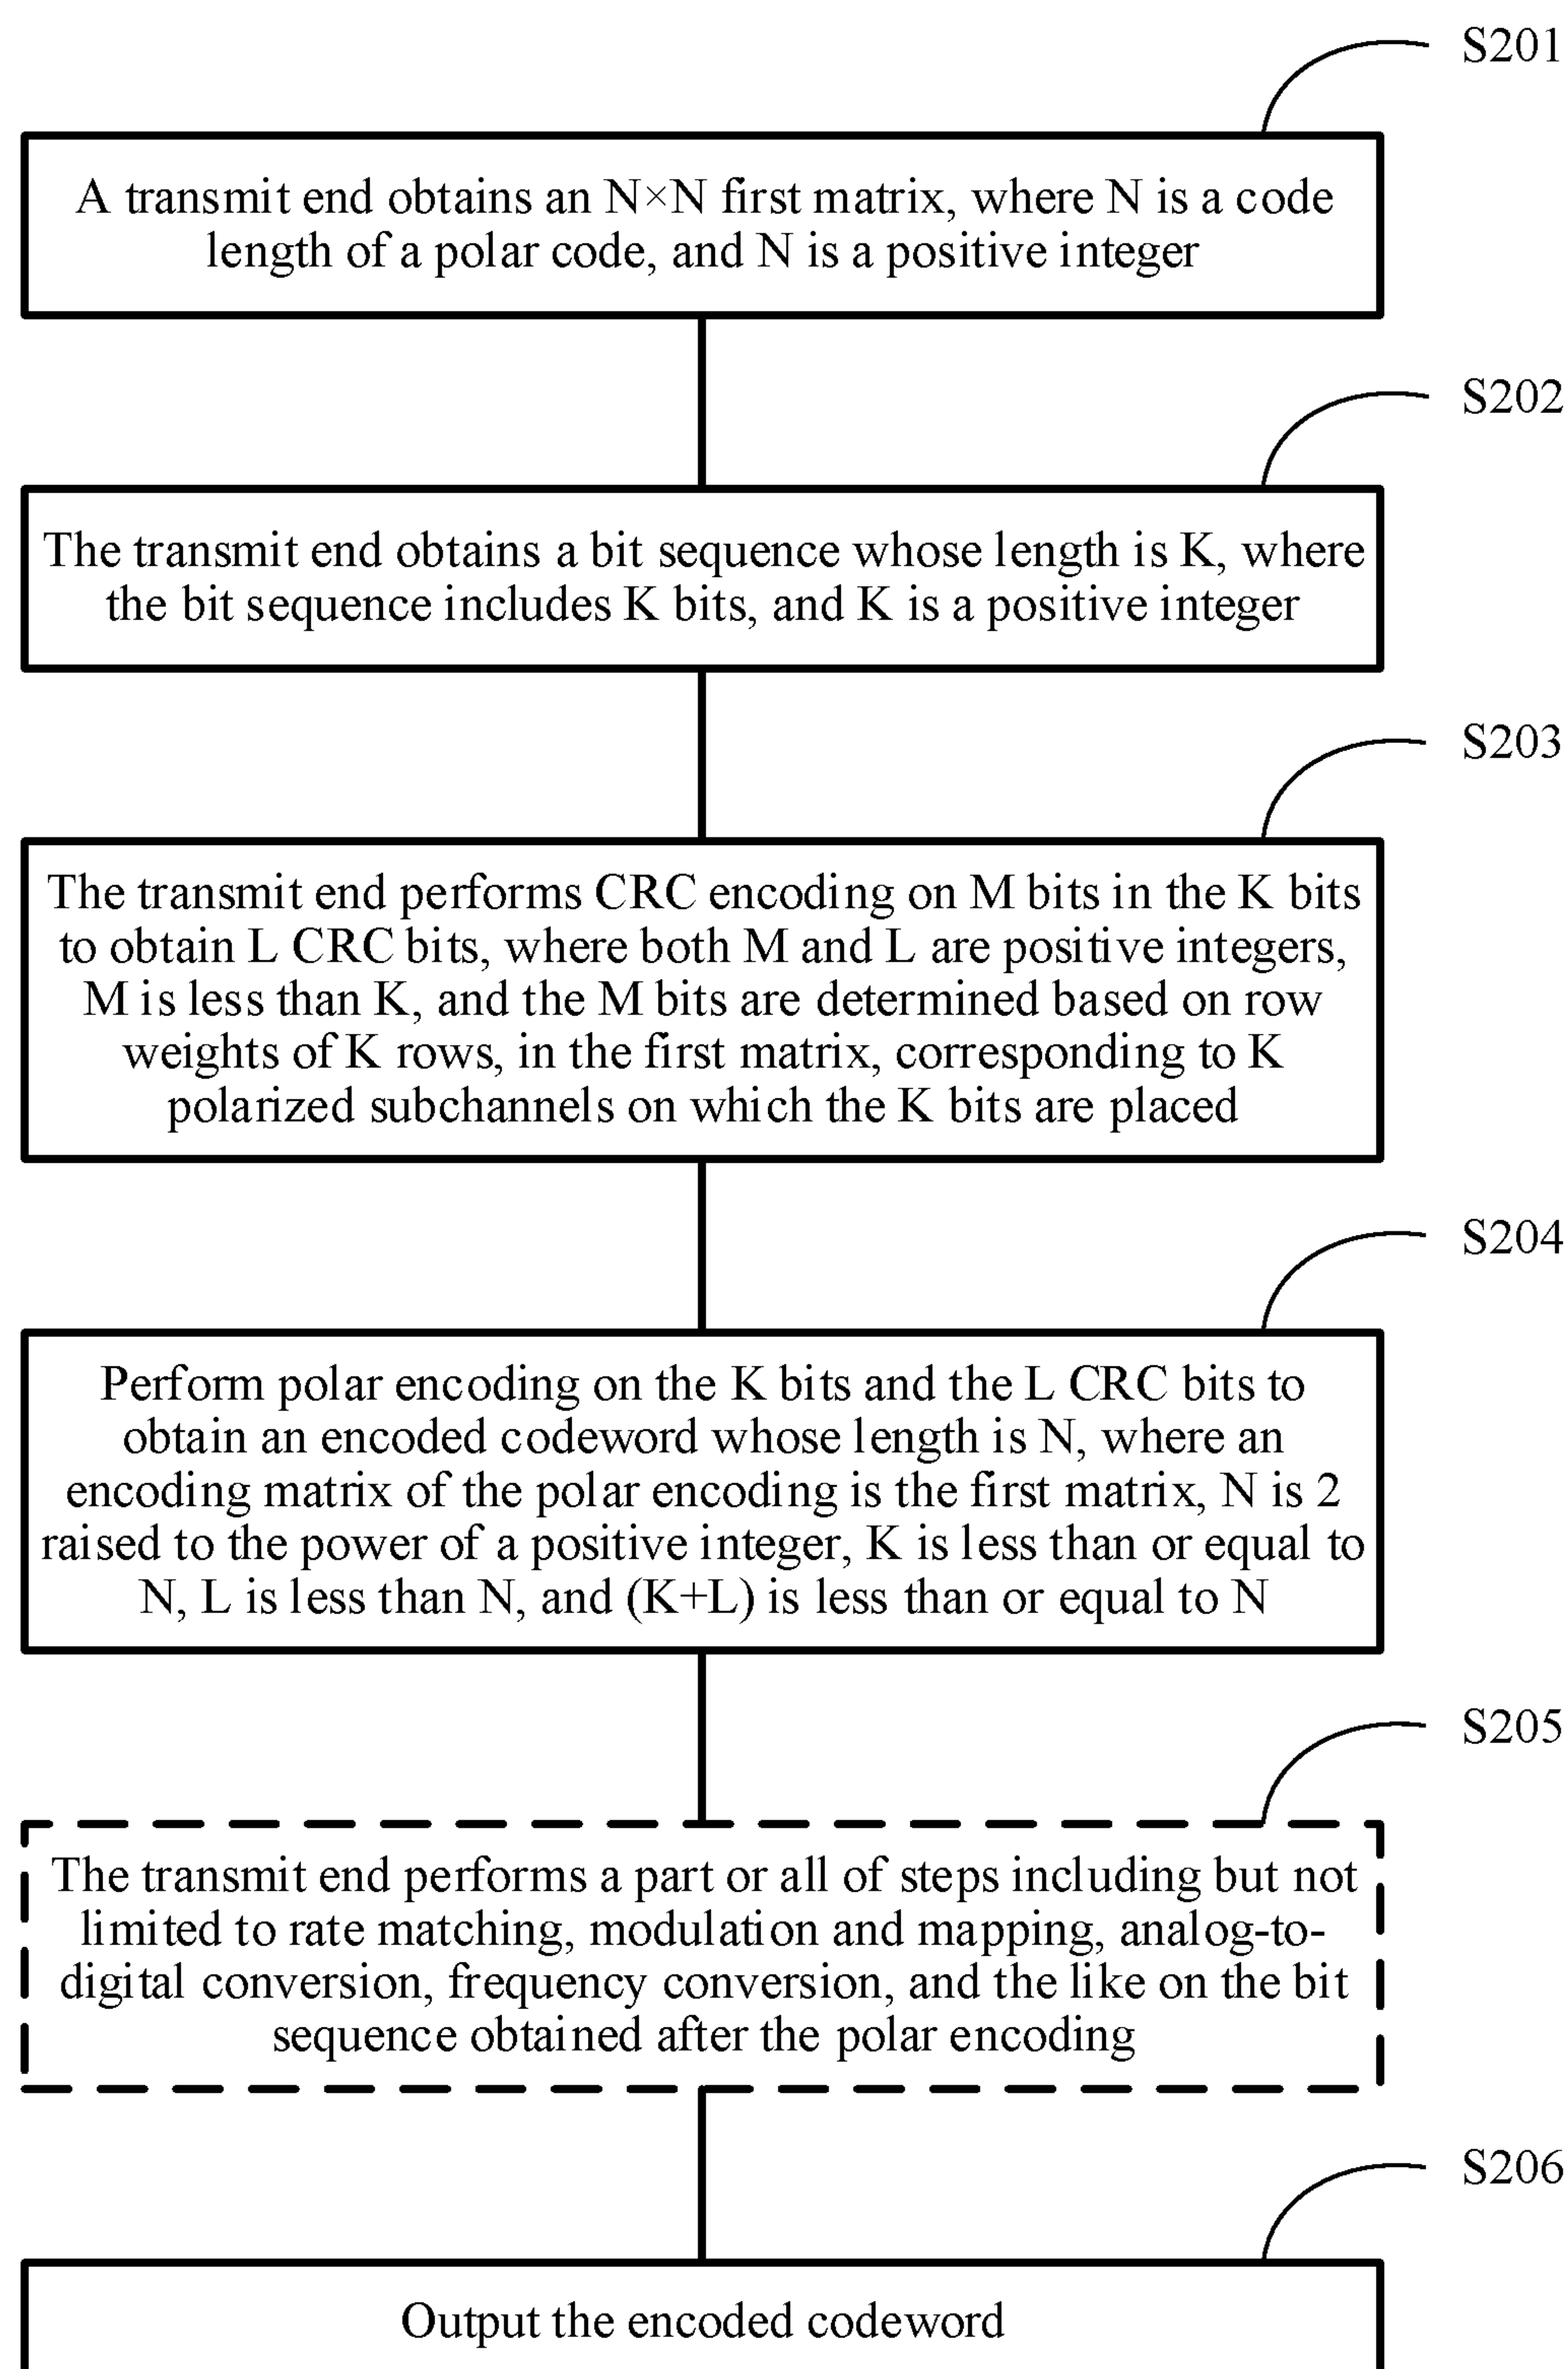 S201
A transmit end obtains an N×N first matrix, where N is a code
length of a polar code, and N is a positive integer
S202
The transmit end obtains a bit sequence whose length is K, where
the bit sequence includes K bits, and K is a positive integer
S203
The transmit end performs CRC encoding on M bits in the K bits
to obtain L CRC bits, where both M and L are positive integers,
M is less than K, and the M bits are determined based on row
weights of K rows, in the first matrix, corresponding to K
polarized subchannels on which the K bits are placed
S204
Perform polar encoding on the K bits and the L CRC bits to
obtain an encoded codeword whose length is N, where an
encoding matrix of the polar encoding is the first matrix, N is 2
raised to the power of a positive integer, K is less than or equal to
N, L is less than N, and (K+L) is less than or equal to N
S205
The transmit end performs a part or all of steps including but not
limited to rate matching, modulation and mapping, analog-to-
digital conversion, frequency conversion, and the like on the bit
sequence obtained after the polar encoding
S206
Output the encoded codeword